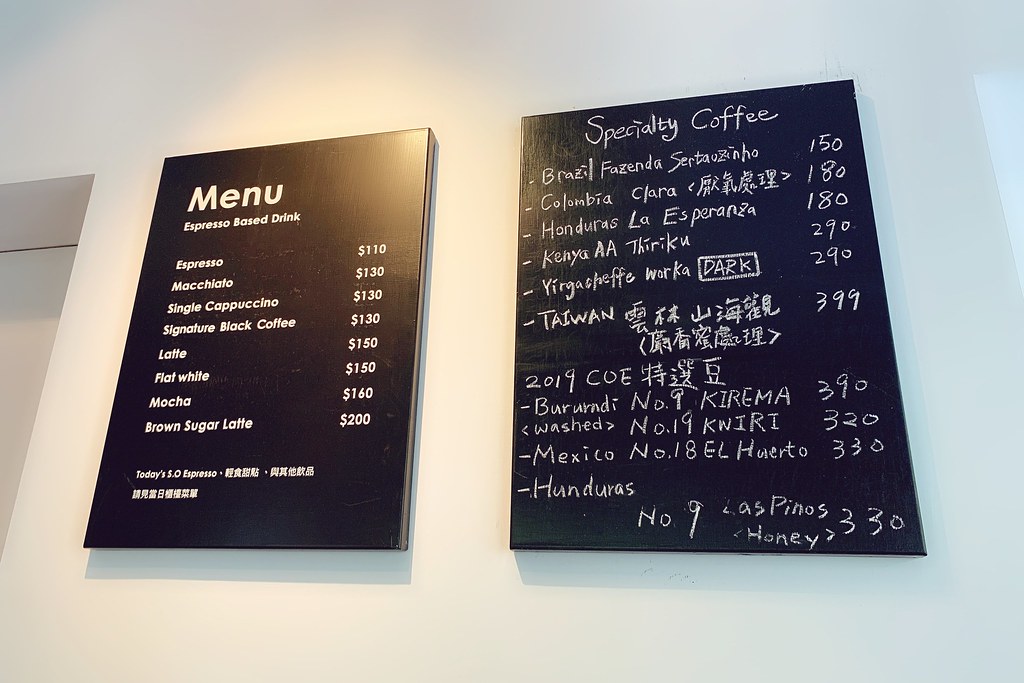 Menu
Espresso Based Drink
Espresso $110
Macchiato $130
Single Cappuccino $130
Signature Black Coffee $130
Latte $150
Flat white $150
Mocha $160
Brown Sugar Latte $200
Today's S.O Espresso、輕食甜點 、與其他飲品
請見當日櫃檯菜單
Specialty Coffee
- Brazil Fazenda Sertaozinho 150
- Colombia Clara <厭氧處理> 180
- Honduras La Esperanza 180
- Kenya AA Thiriku 290
- Yirgacheffe Worka DARK 290
- TAIWAN 雲林山海觀 399
<麝香蜜處理>
2019 COE 特選豆
- Burundi No.9 KIREMA 390
<washed> No.19 KWIRI 320
- Mexico No.18 EL Huerto 330
- Hunduras
No. 9 Las Pinos 330
<Honey>